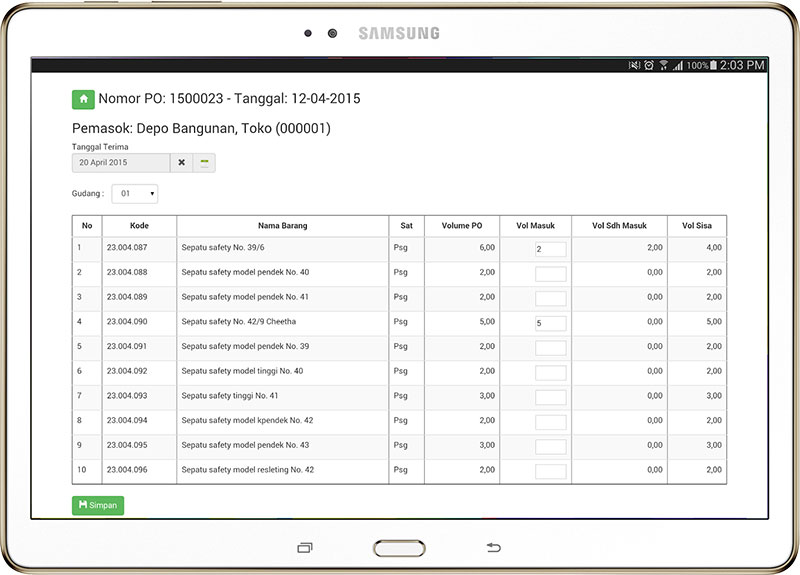 SAMSUNG
100% 2:03 PM
Nomor PO: 1500023 - Tanggal: 12-04-2015
Pemasok: Depo Bangunan, Toko (000001)
Tanggal Terima
20 April 2015
Gudang : 01
No Kode Nama Barang Sat Volume PO Vol Masuk Vol Sdh Masuk Vol Sisa
1 23.004.087 Sepatu safety No. 39/6 Psg 6,00 2 2,00 4,00
2 23.004.088 Sepatu safety model pendek No. 40 Psg 2,00 0,00 2,00
3 23.004.089 Sepatu safety model pendek No. 41 Psg 2,00 0,00 2,00
4 23.004.090 Sepatu safety No. 42/9 Cheetha Psg 5,00 5 0,00 5,00
5 23.004.091 Sepatu safety model pendek No. 39 Psg 2,00 0,00 2,00
6 23.004.092 Sepatu safety model tinggi No. 40 Psg 2,00 0,00 2,00
7 23.004.093 Sepatu safety tinggi No. 41 Psg 3,00 0,00 3,00
8 23.004.094 Sepatu safety model kpendek No. 42 Psg 2,00 0,00 2,00
9 23.004.095 Sepatu safety model pendek No. 43 Psg 3,00 0,00 3,00
10 23.004.096 Sepatu safety model resleting No. 42 Psg 2,00 0,00 2,00
Simpan